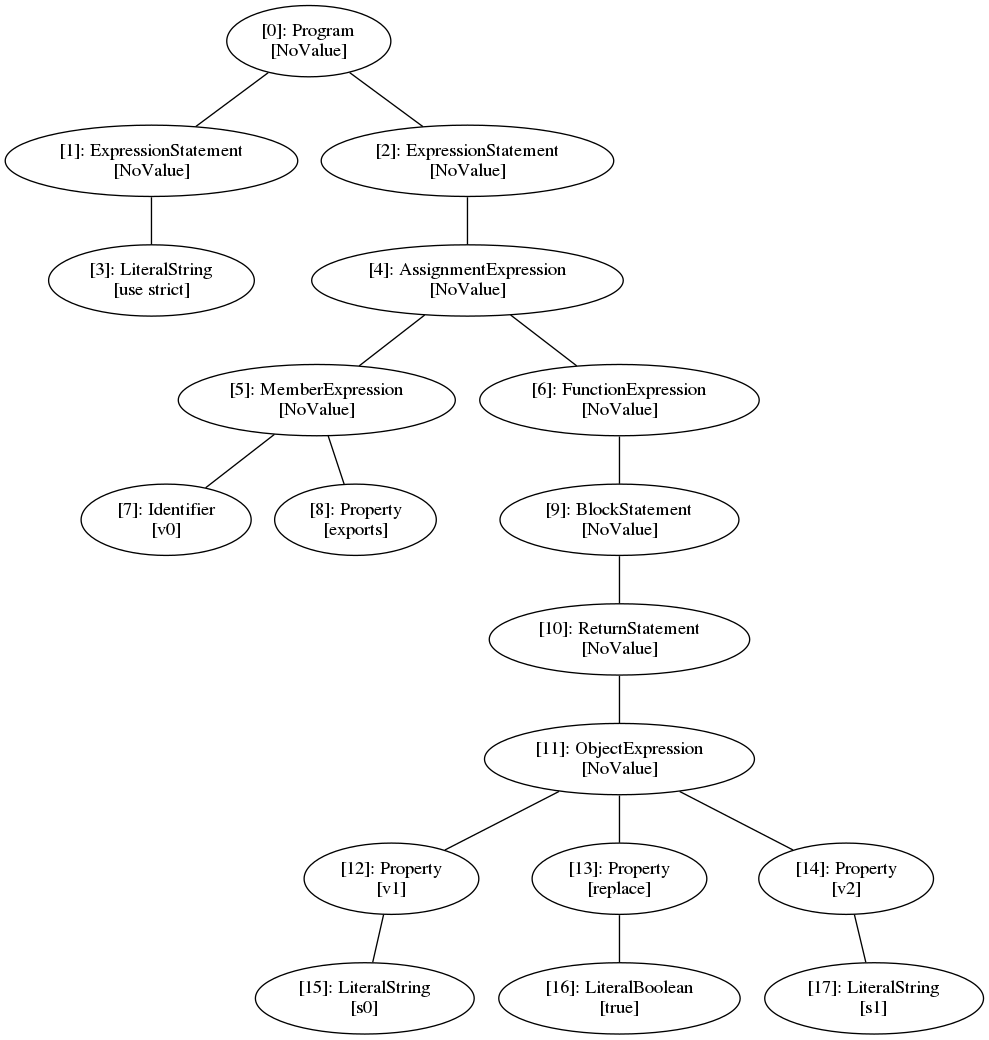 [0]: Program
[NoValue]
[1]: ExpressionStatement
[NoValue]
[2]: ExpressionStatement
[NoValue]
[3]: LiteralString
[use strict]
[4]: AssignmentExpression
[NoValue]
[5]: MemberExpression
[NoValue]
[6]: FunctionExpression
[NoValue]
[7]: Identifier
[v0]
[8]: Property
[exports]
[9]: BlockStatement
[NoValue]
[10]: ReturnStatement
[NoValue]
[11]: ObjectExpression
[NoValue]
[12]: Property
[v1]
[13]: Property
[replace]
[14]: Property
[v2]
[15]: LiteralString
[s0]
[16]: LiteralBoolean
[true]
[17]: LiteralString
[s1]